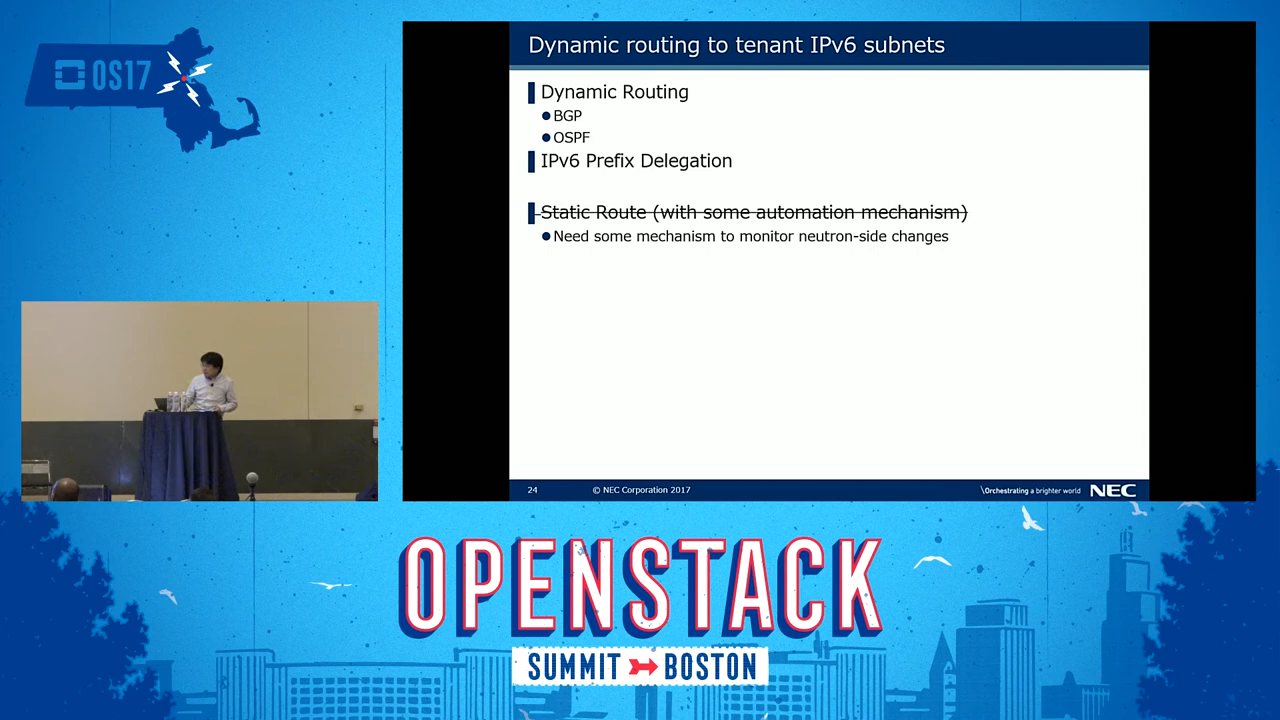 OS17
Dynamic routing to tenant IPv6 subnets
Dynamic Routing
BGP
OSPF
IPv6 Prefix Delegation
Static Route (with some automation mechanism)
Need some mechanism to monitor neutron-side changes
24
© NEC Corporation 2017
\Orchestrating a brighter world
NEC
OPENSTACK
SUMMIT BOSTON